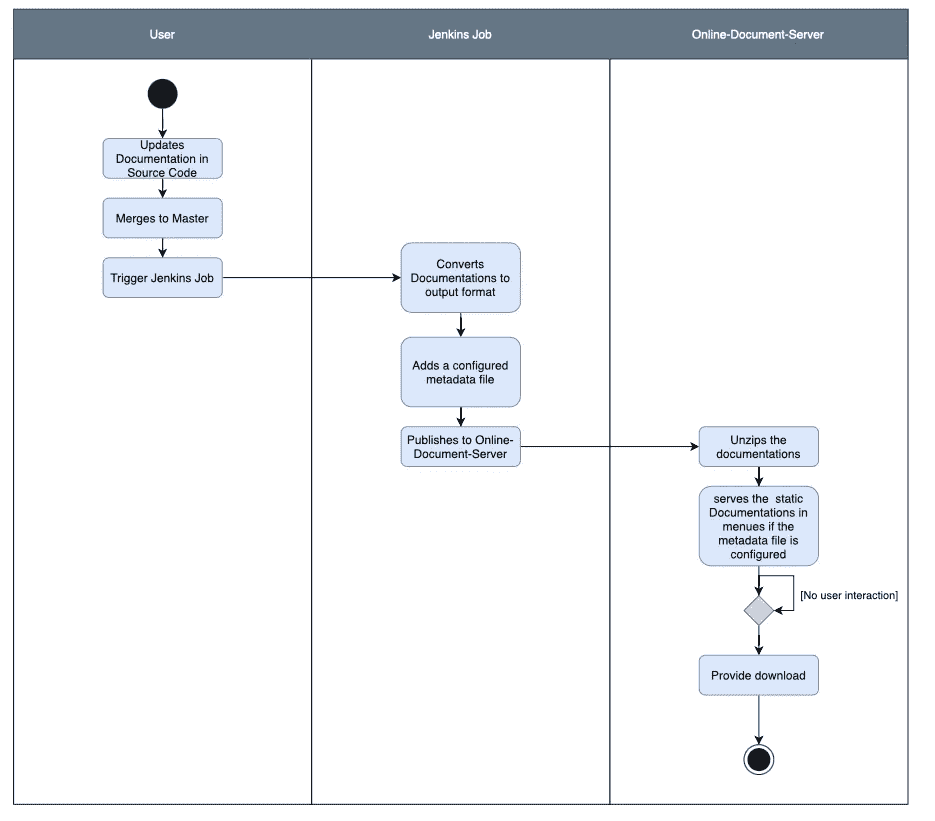 User
Jenkins Job
Online-Document-Server
Updates
Documentation in
Source Code
Merges to Master
Trigger Jenkins Job
Converts
Documentations to
output format
Adds a configured
metadata file
Publishes to Online-
Document-Server
Unzips the
documentations
serves the  static
Documentations in
menues if the
metadata file is
configured
[No user interaction]
Provide download